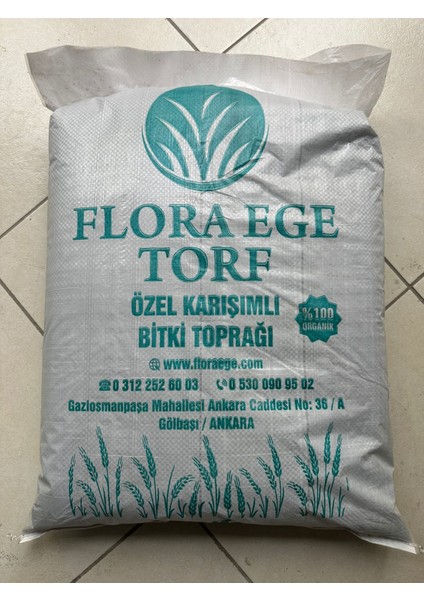 FLORA EGE
TORF
ÖZEL KARIŞIMLI
BİTKİ TOPRAĞI
%100
ORGANİK
www.floraege.com
0 312 252 60 03 0 530 090 95 02
Gaziosmanpaşa Mahallesi Ankara Caddesi No: 36 / A
Gölbaşı / ANKARA